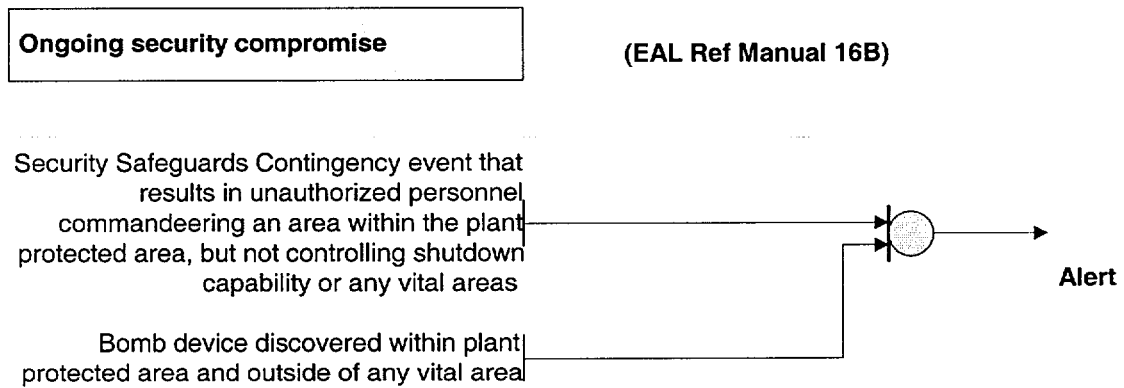 Ongoing security compromise
(EAL Ref Manual 16B)
Security Safeguards Contingency event that
results in unauthorized personnel
commandeering an area within the plant
protected area, but not controlling shutdown
capability or any vital areas
Alert
Bomb device discovered within plant
protected area and outside of any vital area